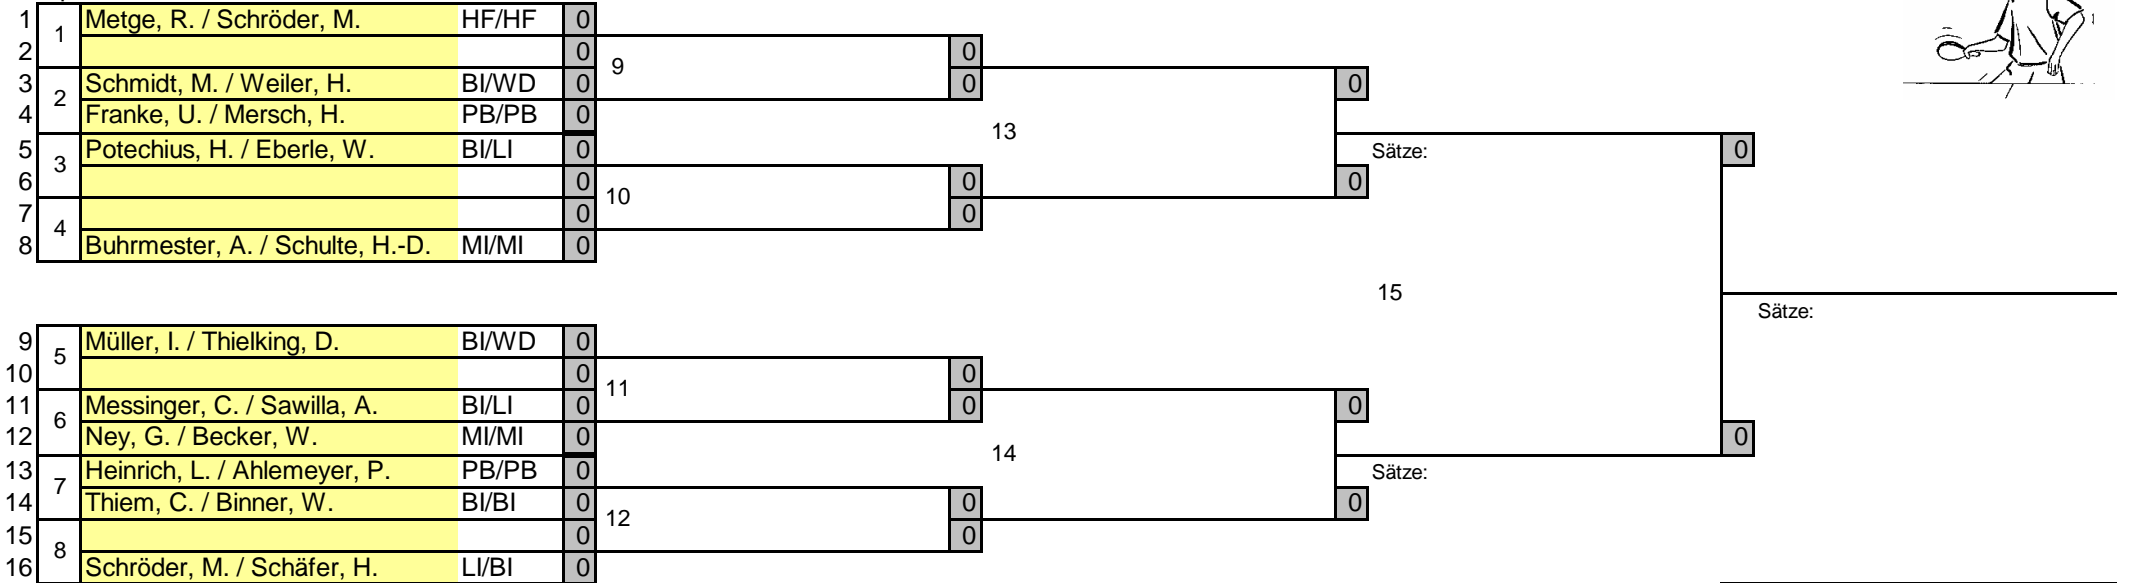 1 1 Metge, R. / Schröder, M. HF/HF 0
2 0 9 0
3 2 Schmidt, M. / Weiler, H. BI/WD 0 0 0
4 Franke, U. / Mersch, H. PB/PB 0 13
5 3 Potechius, H. / Eberle, W. BI/LI 0 Sätze: 0
6 0 10 0 0
7 4 0 0
8 Buhrmester, A. / Schulte, H.-D. MI/MI 0
15
Sätze:
9 5 Müller, I. / Thielking, D. BI/WD 0
10 0 11 0
11 6 Messinger, C. / Sawilla, A. BI/LI 0 0 0
12 Ney, G. / Becker, W. MI/MI 0 14 0
13 7 Heinrich, L. / Ahlemeyer, P. PB/PB 0 Sätze:
14 Thiem, C. / Binner, W. BI/BI 0 12 0 0
15 8 0 0
16 Schröder, M. / Schäfer, H. LI/BI 0